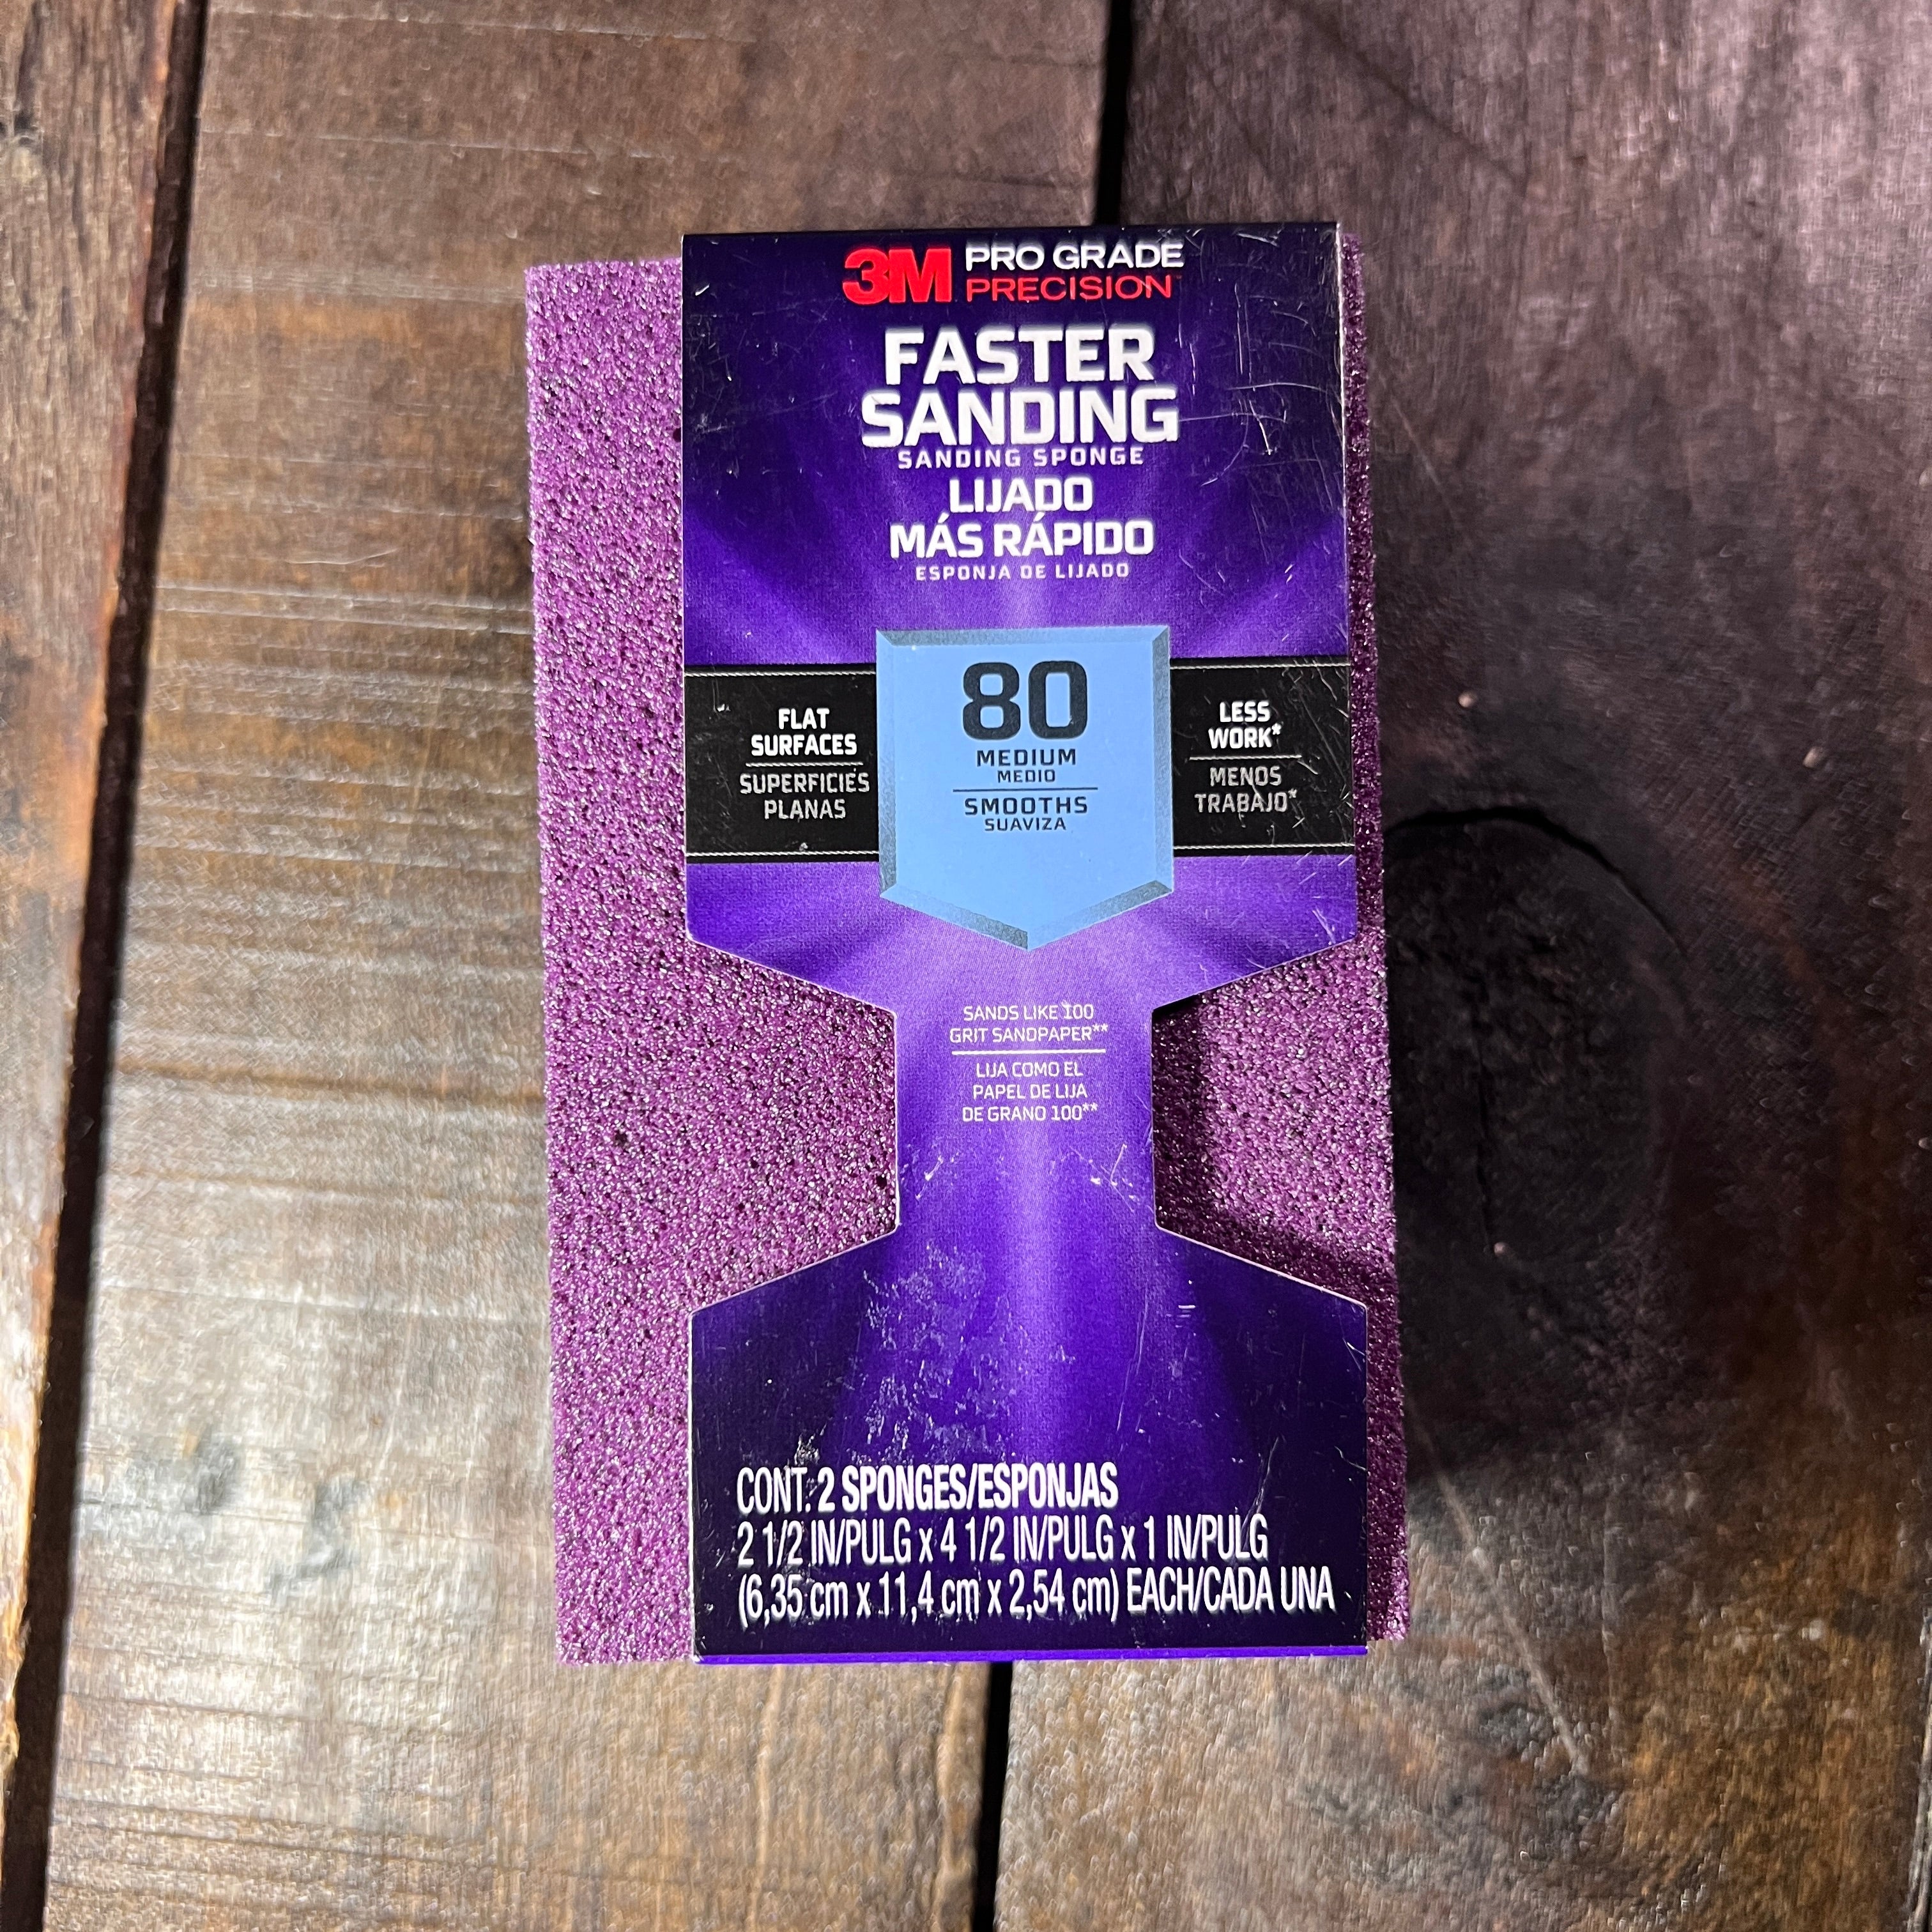 3M PRO GRADE
PRECISION™
FASTER
SANDING
SANDING SPONGE
LIJADO
MÁS RÁPIDO
ESPONJA DE LIJADO
FLAT
SURFACES
SUPERFICIES
PLANAS
80
MEDIUM
MEDIO
SMOOTHS
SUAVIZA
LESS
WORK*
MENOS
TRABAJO*
SANDS LIKE 100
GRIT SANDPAPER**
LIJA COMO EL
PAPEL DE LIJA
DE GRANO 100**
CONT. 2 SPONGES/ESPONJAS
2 1/2 IN/PULG x 4 1/2 IN/PULG x 1 IN/PULG
(6,35 cm x 11,4 cm x 2,54 cm) EACH/CADA UNA